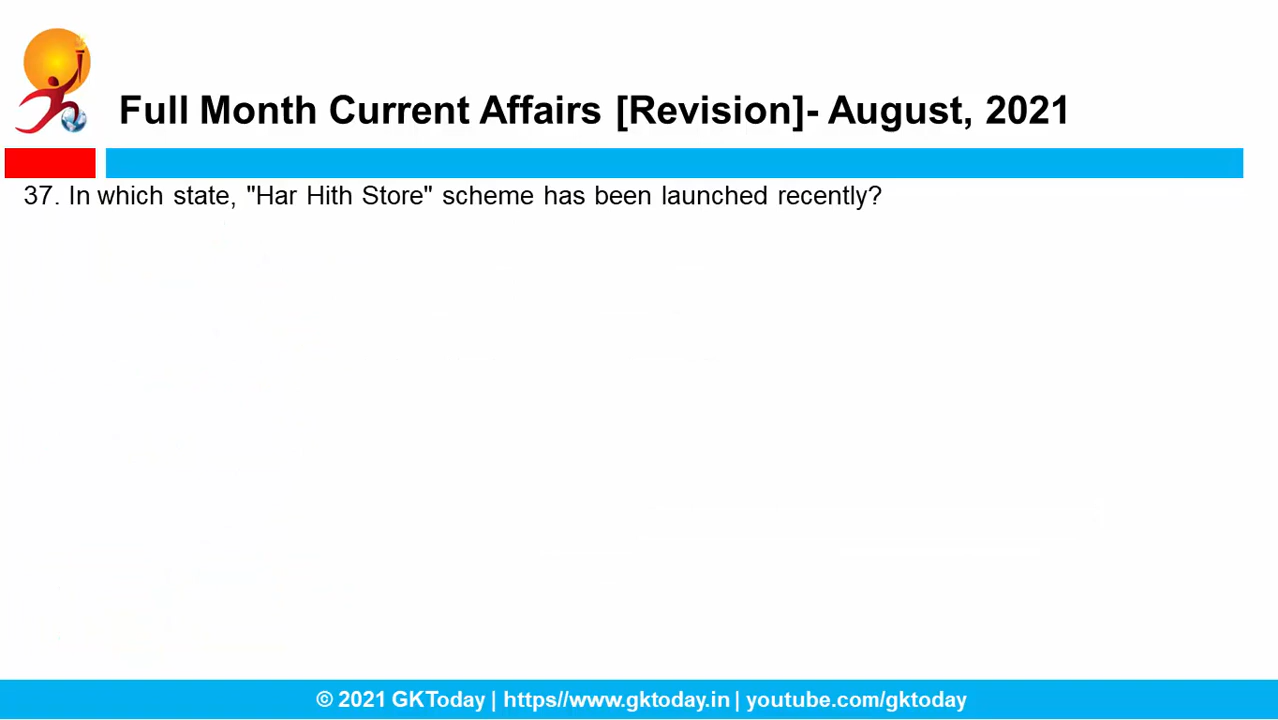 Full Month Current Affairs [Revision]- August, 2021
37. In which state, "Har Hith Store" scheme has been launched recently?
© 2021 GKToday | https//www.gktoday.in | youtube.com/gktoday